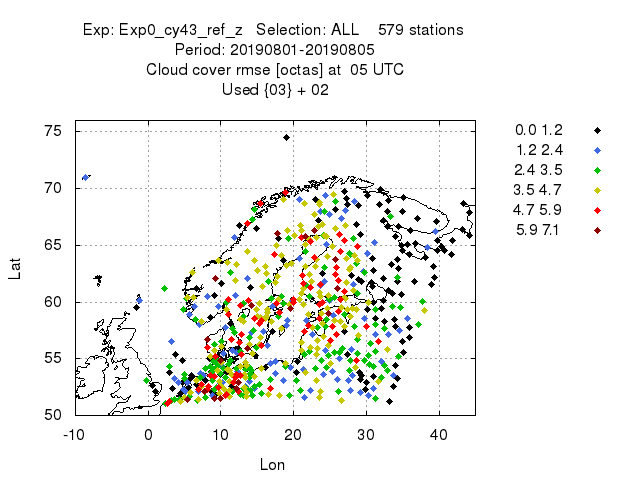 Exp: Exp0_cy43_ref_z   Selection: ALL    579 stations
Period: 20190801-20190805
Cloud cover rmse [octas] at  05 UTC
Used {03} + 02
0.0 1.2
1.2 2.4
2.4 3.5
3.5 4.7
4.7 5.9
5.9 7.1
75
70
65
60
55
50
Lat
-10 0 10 20 30 40
Lon